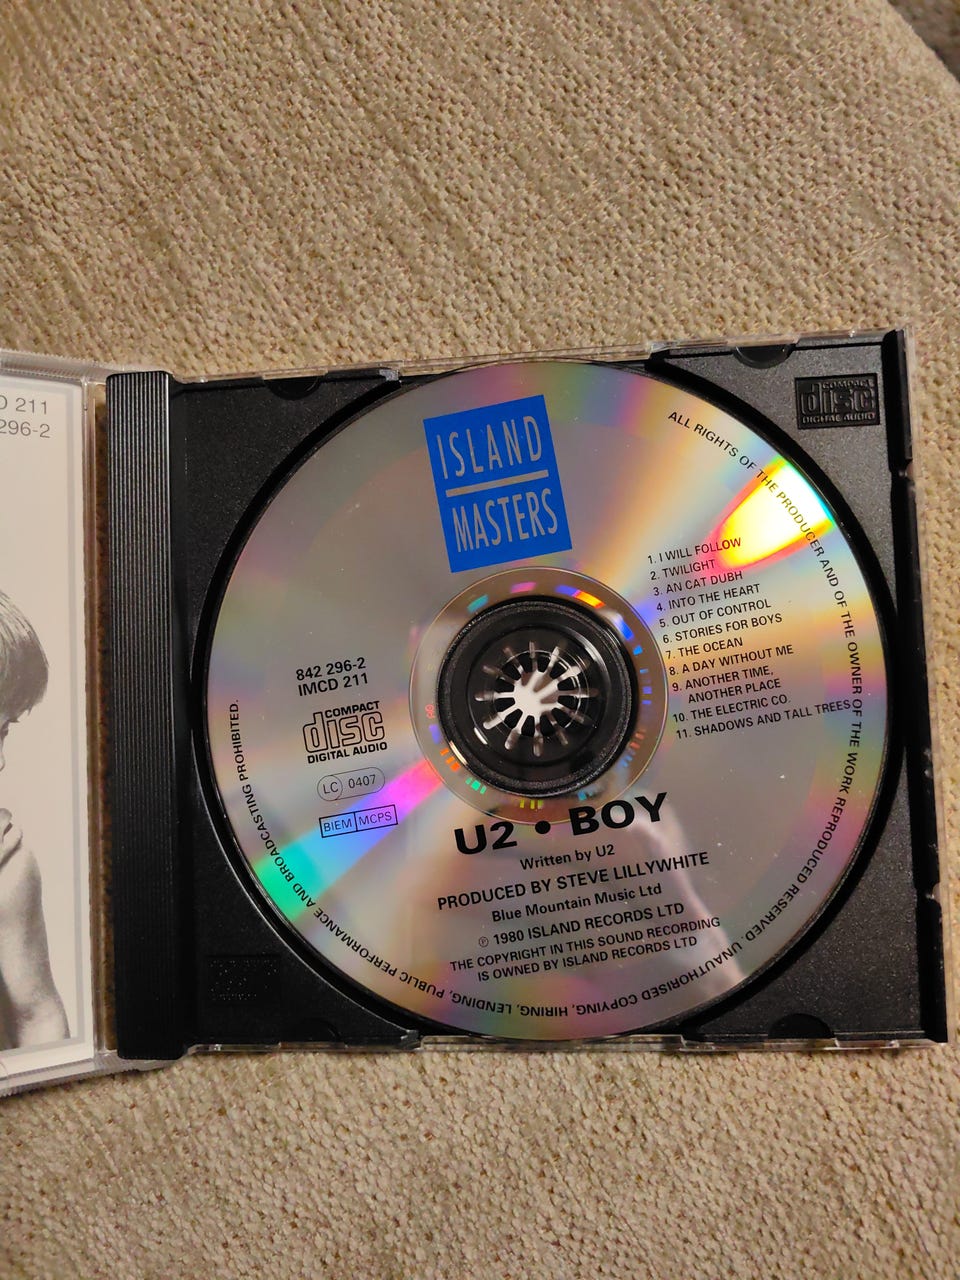 D 211
296-2
COMPACT
disc
DIGITAL AUDIO
ISLAND
MASTERS
ALL RIGHTS OF THE PRODUCER AND OF THE OWNER OF THE WORK REPRODUCED RESERVED. UNAUTHORISED COPYING, HIRING, LENDING, PUBLIC PERFORMANCE AND BROADCASTING PROHIBITED.
1. I WILL FOLLOW
2. TWILIGHT
3. AN CAT DUBH
4. INTO THE HEART
5. OUT OF CONTROL
6. STORIES FOR BOYS
7. THE OCEAN
8. A DAY WITHOUT ME
9. ANOTHER TIME,
ANOTHER PLACE
10. THE ELECTRIC CO.
11. SHADOWS AND TALL TREES
842 296-2
IMCD 211
COMPACT
disc
DIGITAL AUDIO
LC 0407
BIEM MCPS
U2 • BOY
Written by U2
PRODUCED BY STEVE LILLYWHITE
Blue Mountain Music Ltd
℗ 1980 ISLAND RECORDS LTD
THE COPYRIGHT IN THIS SOUND RECORDING
IS OWNED BY ISLAND RECORDS LTD